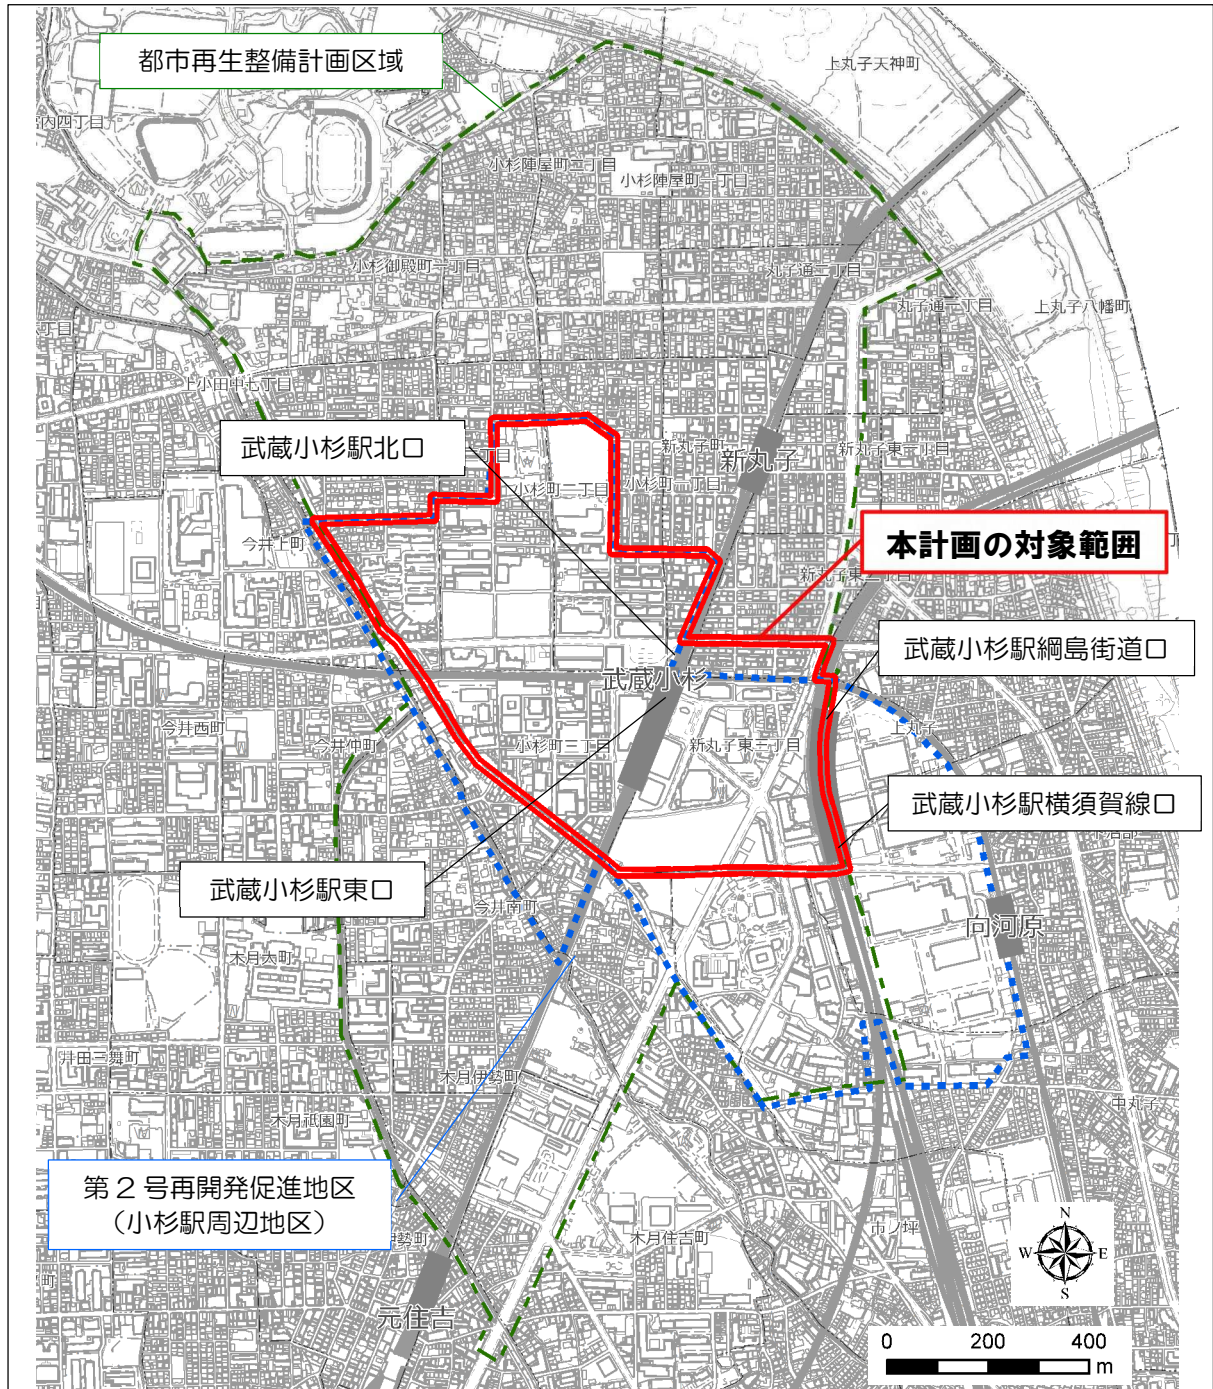 都市再生整備計画区域
上丸子天神町
宮内四丁目
小杉陣屋町二丁目
小杉陣屋町一丁目
小杉御殿町一丁目
丸子通二丁目
丸子通一丁目
上丸子八幡町
上小田中七丁目
武蔵小杉駅北口
新丸子町
新丸子
新丸子東一丁目
小杉町二丁目
小杉町一丁目
本計画の対象範囲
今井上町
新丸子東二丁目
武蔵小杉駅綱島街道口
武蔵小杉
今井西町
今井仲町
小杉町三丁目
新丸子東三丁目
上丸子
武蔵小杉駅横須賀線口
武蔵小杉駅東口
今井南町
向河原
木月大町
井田三舞町
木月伊勢町
木月祗園町
中丸子
第2号再開発促進地区
(小杉駅周辺地区)
木月住吉町
市ノ坪
N
W E
S
元住吉
0 200 400
m